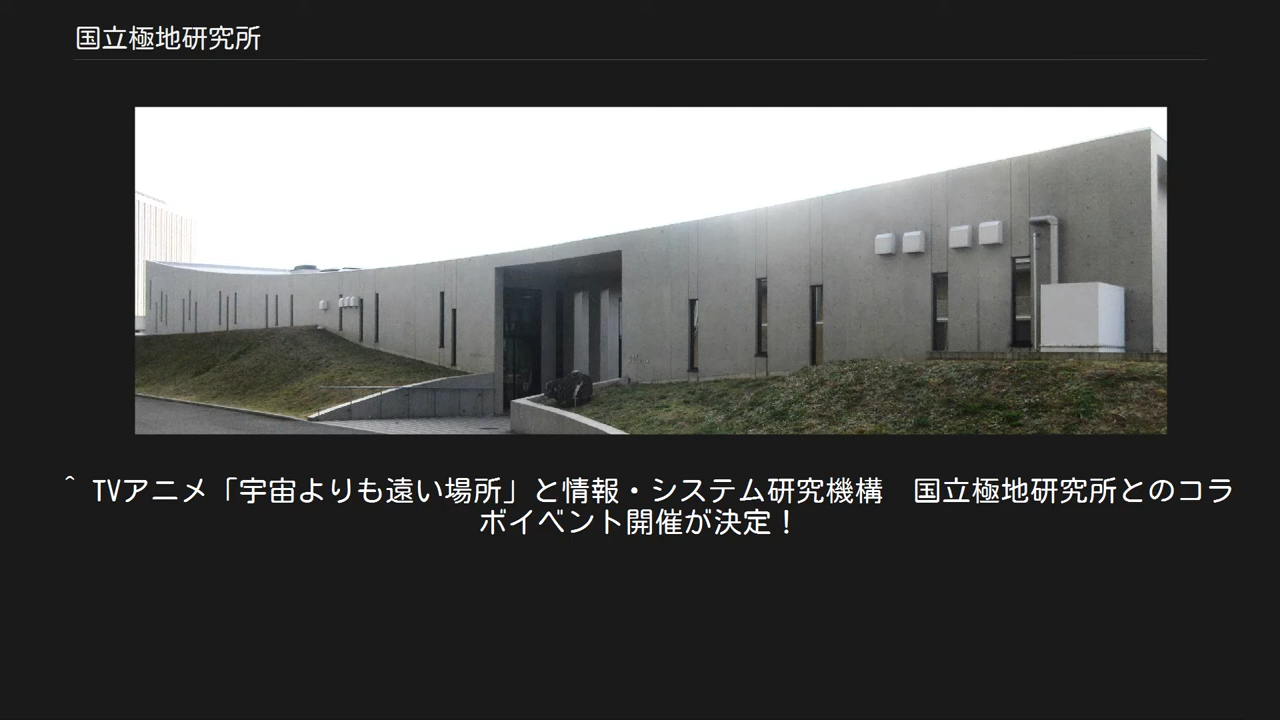 国立極地研究所
^ TVアニメ「宇宙よりも遠い場所」と情報・システム研究機構　国立極地研究所とのコラ
ボイベント開催が決定！